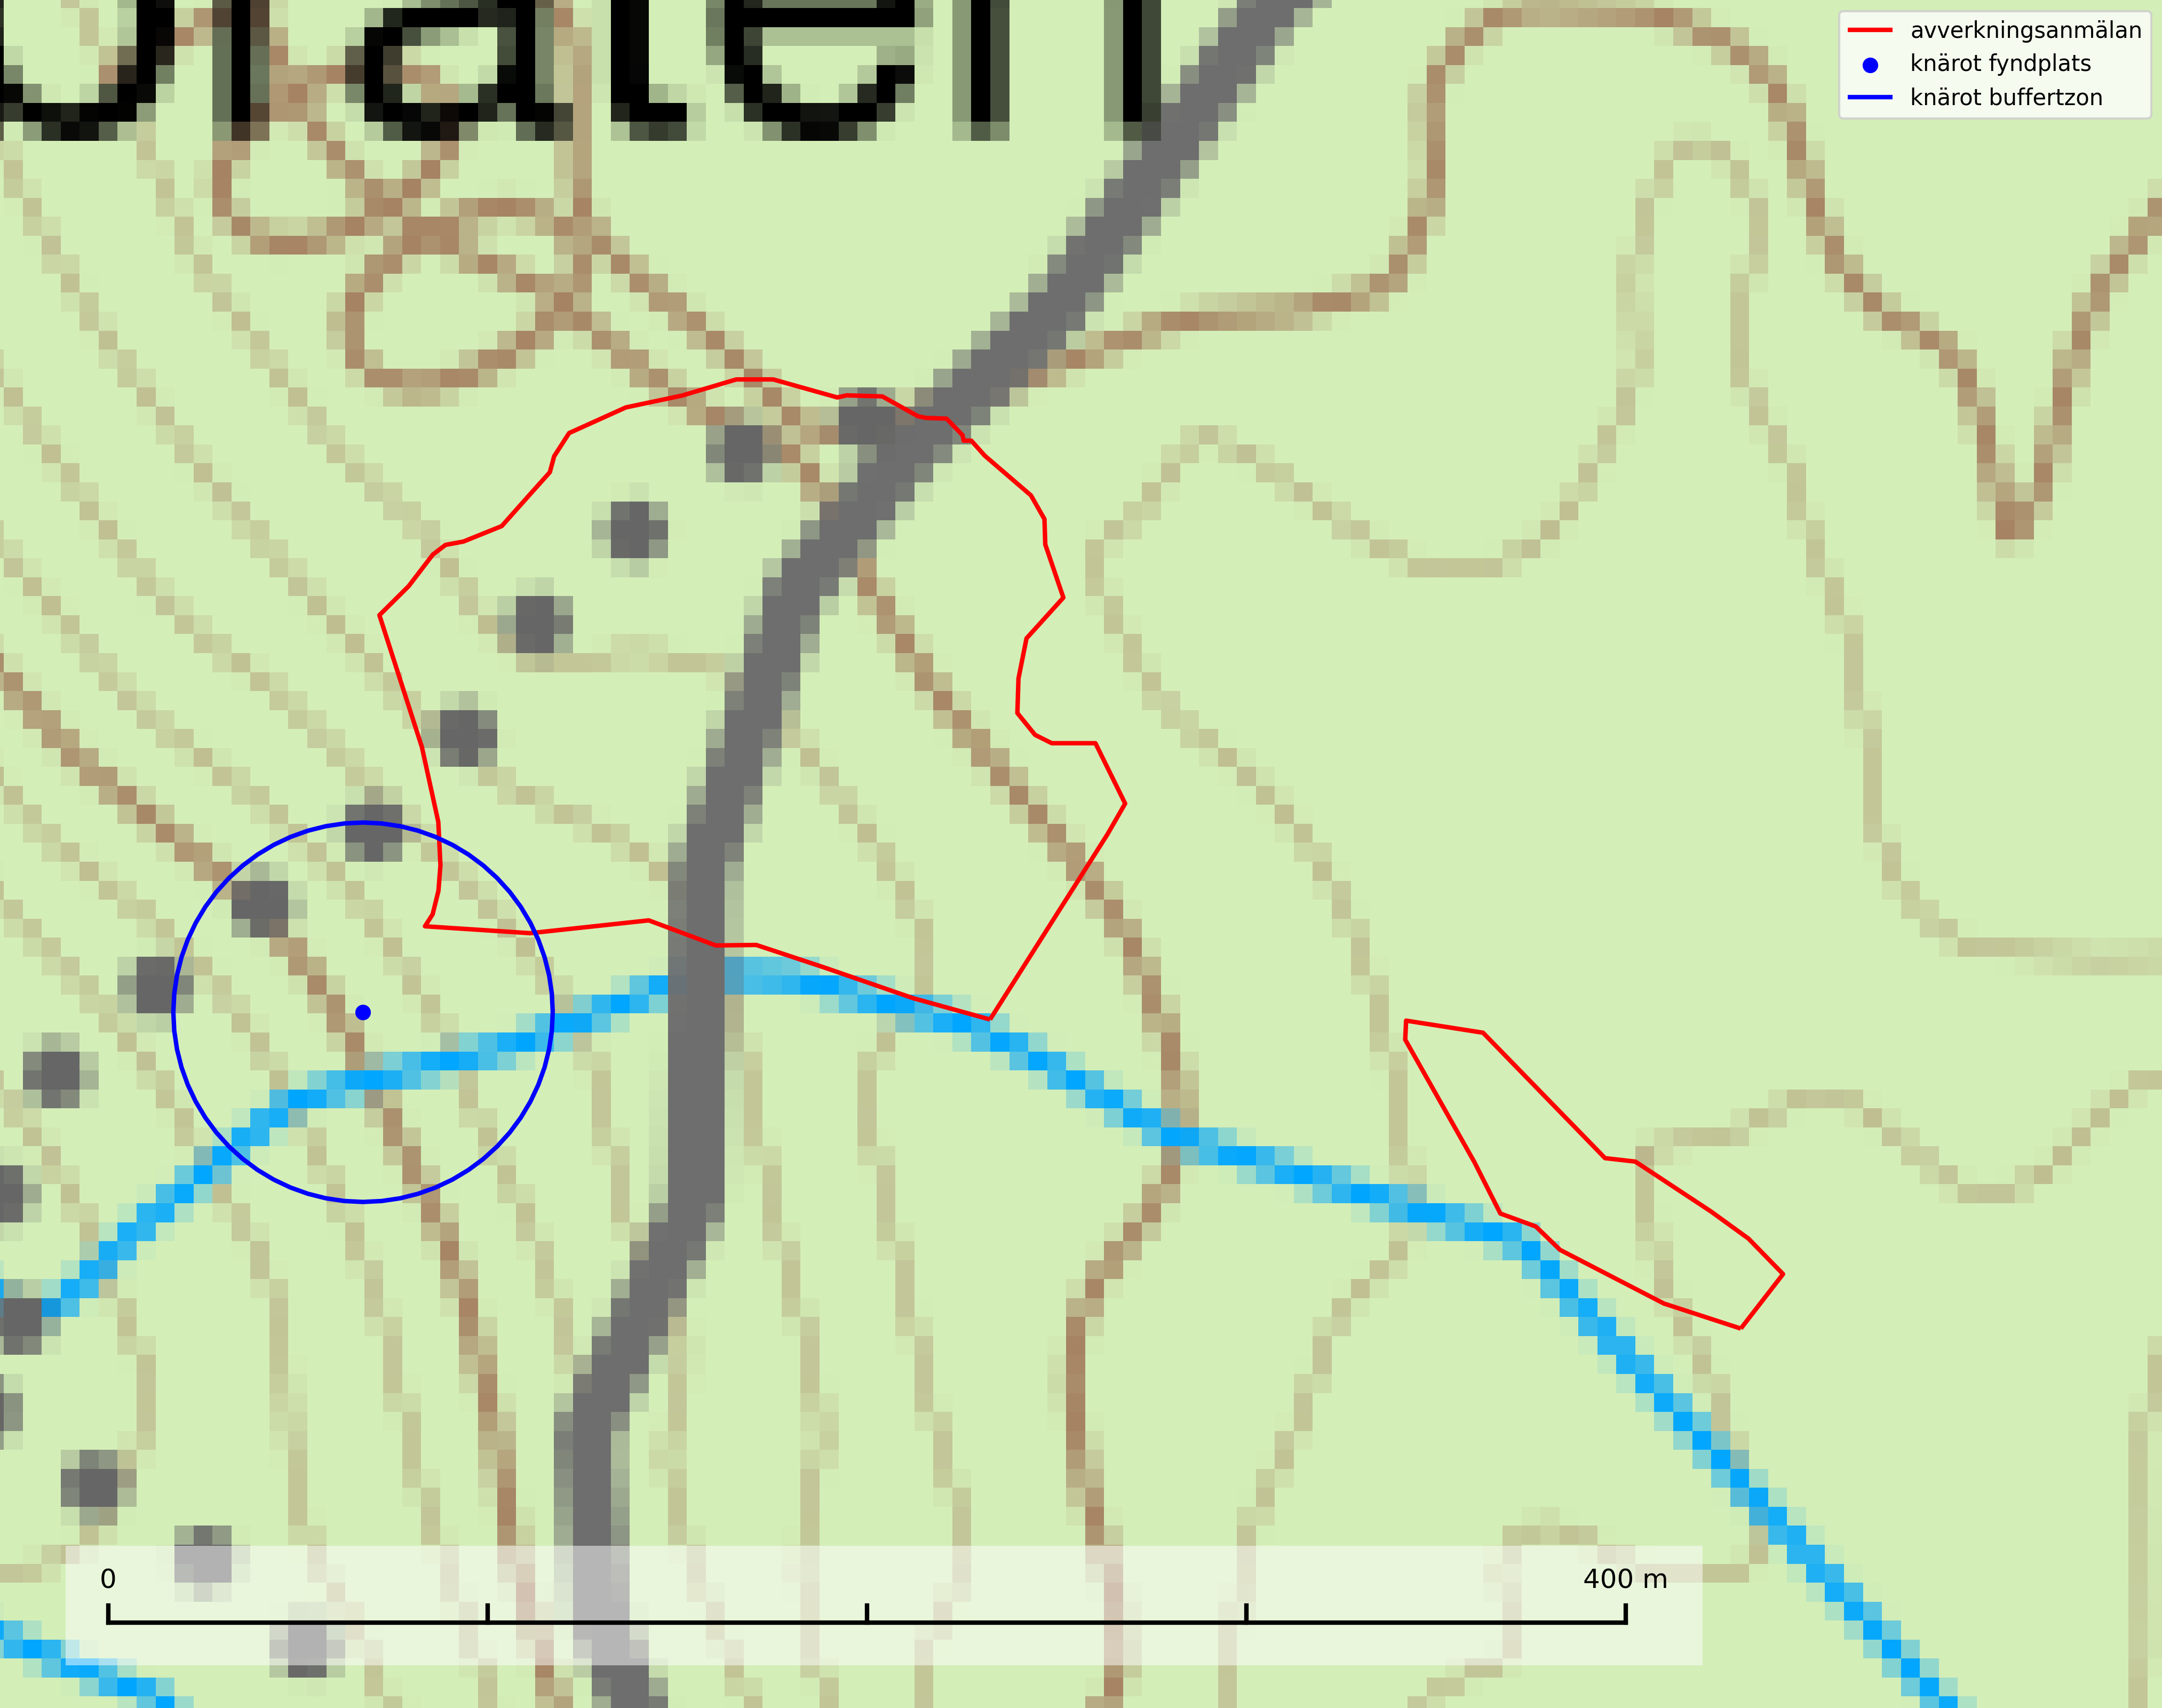 avverkningsanmälan
knärot fyndplats
knärot buffertzon
0
400 m